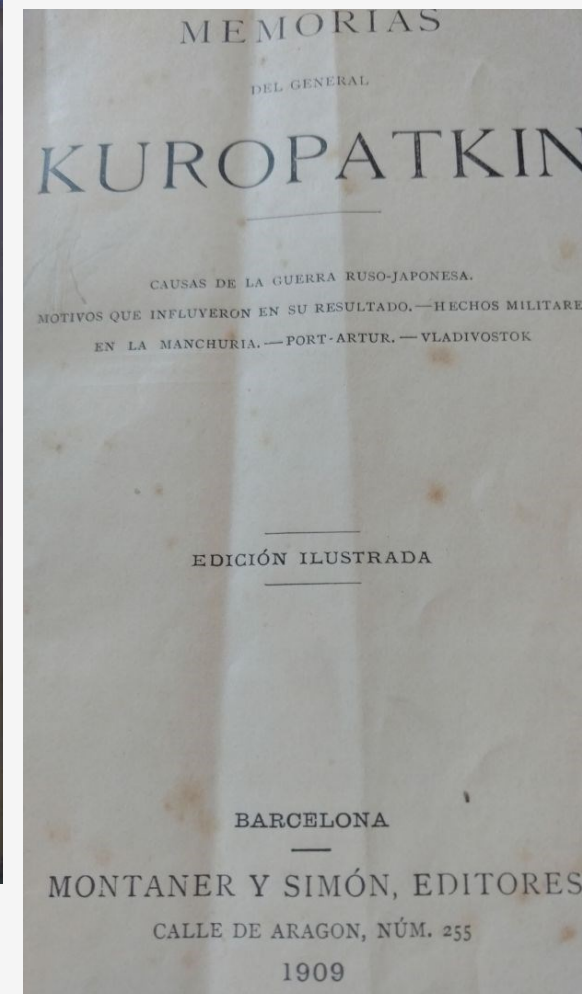 MEMORIAS
DEL GENERAL
KUROPATKIN
CAUSAS DE LA GUERRA RUSO-JAPONESA.
MOTIVOS QUE INFLUYERON EN SU RESULTADO.—HECHOS MILITARE
EN LA MANCHURIA.—PORT-ARTUR.—VLADIVOSTOK
EDICIÓN ILUSTRADA
BARCELONA
MONTANER Y SIMÓN, EDITORES
CALLE DE ARAGON, NÚM. 255
1909